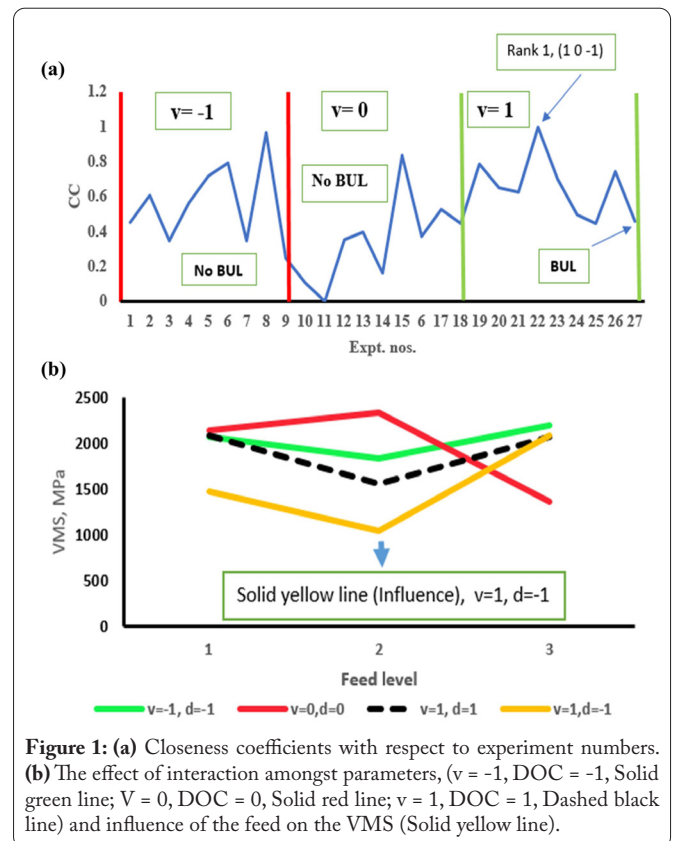 (a)
Rank 1, (1 0 -1)
1.2
1
0.8
0.6
0.4
0.2
0
CC
v= -1
v= 0
v= 1
No BUL
No BUL
BUL
1 2 3 4 5 6 7 8 9 10 11 12 13 14 15 6 17 18 19 20 21 22 23 24 25 26 27
Expt. nos.
(b)
2500
2000
1500
1000
500
0
VMS, MPa
Solid yellow line (Influence), v=1, d=-1
1 2 3
Feed level
v=-1, d=-1 v=0,d=0 v=1, d=1 v=1,d=-1
Figure 1: (a) Closeness coefficients with respect to experiment numbers.
(b) The effect of interaction amongst parameters, (v = -1, DOC = -1, Solid
green line; V = 0, DOC = 0, Solid red line; v = 1, DOC = 1, Dashed black
line) and influence of the feed on the VMS (Solid yellow line).